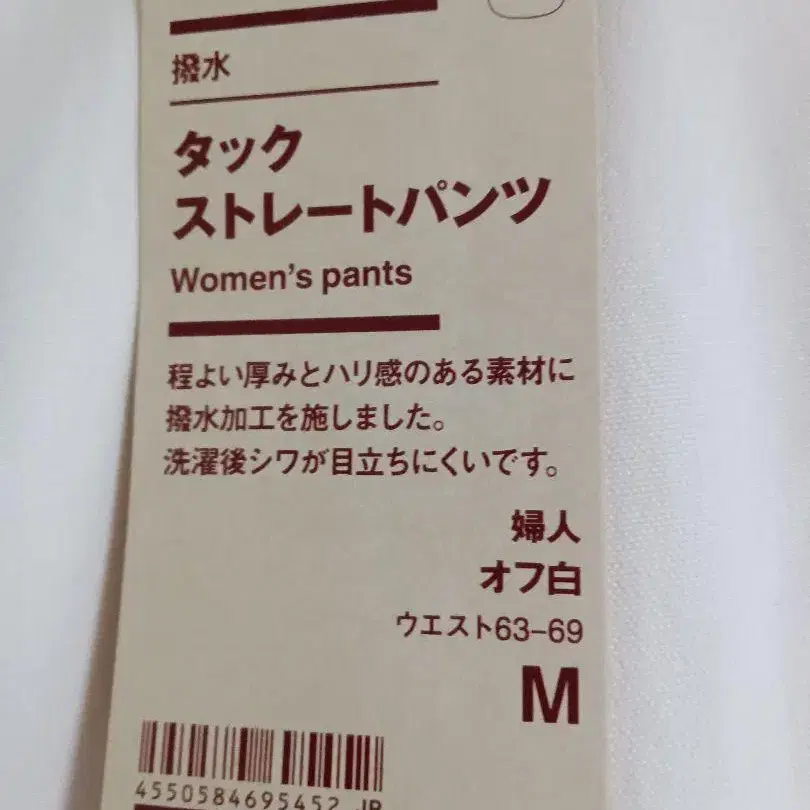 撥水
タック
ストレートパンツ
Women's pants
程よい厚みとハリ感のある素材に
撥水加工を施しました。
洗濯後シワが目立ちにくいです。
婦人
オフ白
ウエスト63-69
M
4550584695452 JP